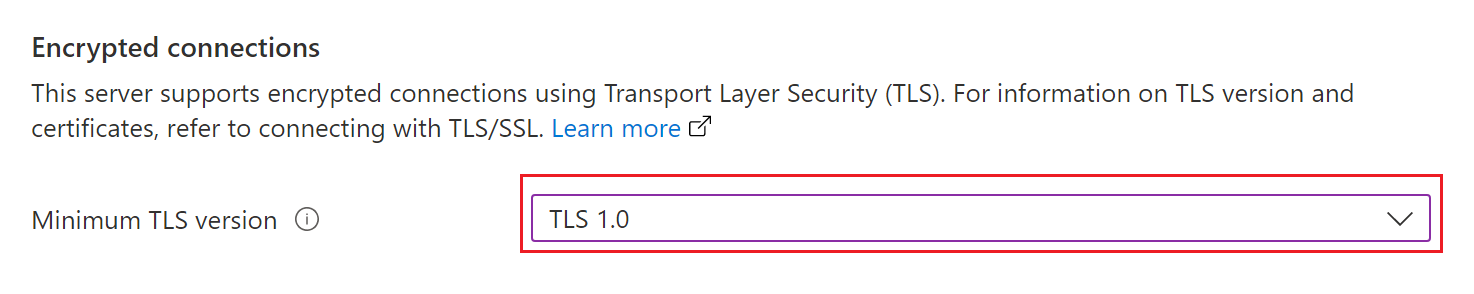 Encrypted connections
This server supports encrypted connections using Transport Layer Security (TLS). For information on TLS version and
certificates, refer to connecting with TLS/SSL. Learn more
Minimum TLS version
TLS 1.0